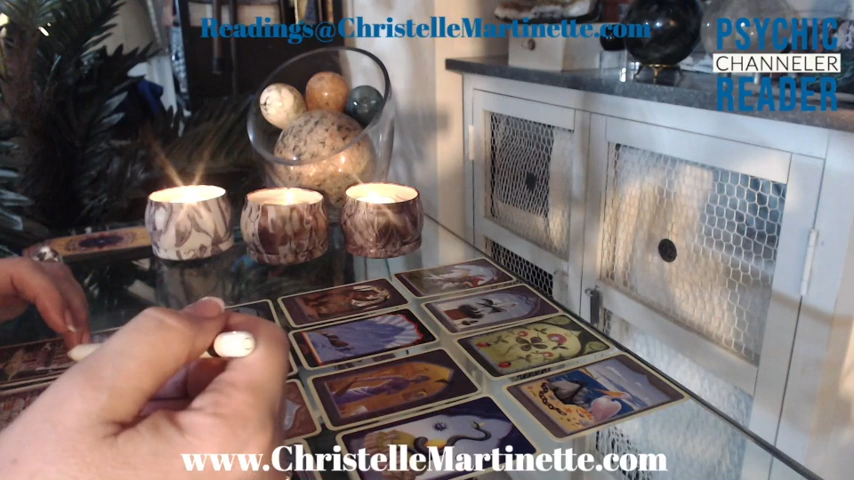 Readings@ChristelleMartinette.com
PSYCHIC
CHANNELER
READER
www.ChristelleMartinette.com